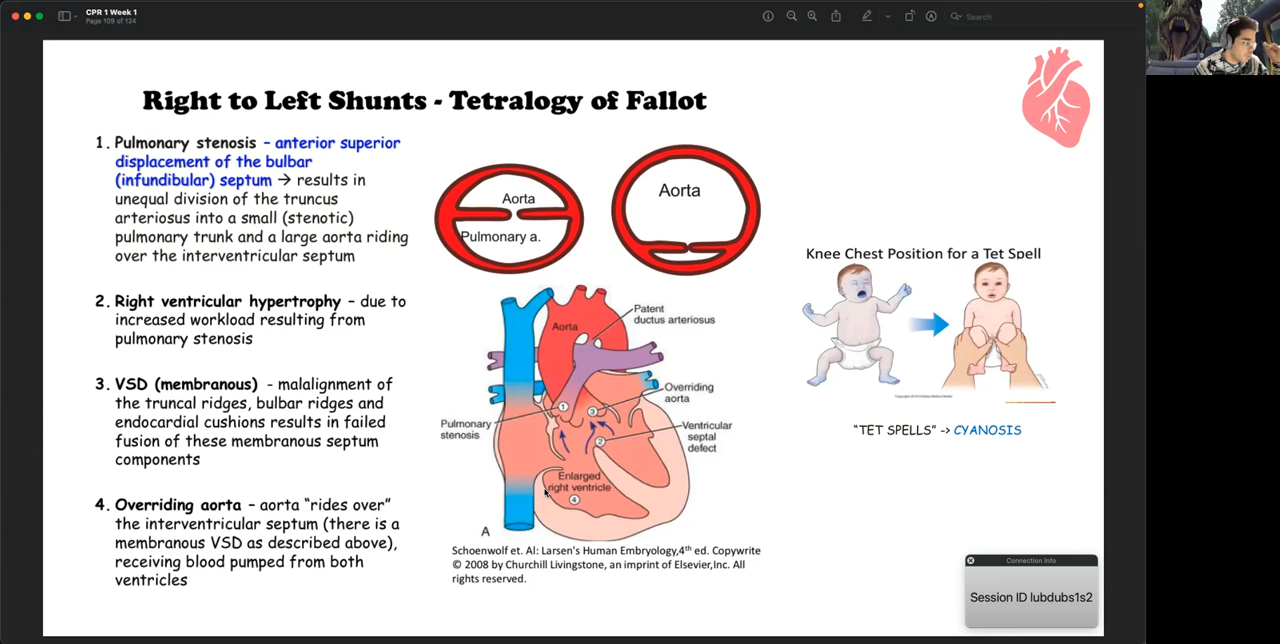 CPR 1 Week 1
Page 109 of 124
Search
Right to Left Shunts - Tetralogy of Fallot
1. Pulmonary stenosis – anterior superior
displacement of the bulbar
(infundibular) septum → results in
unequal division of the truncus
arteriosus into a small (stenotic)
pulmonary trunk and a large aorta riding
over the interventricular septum
2. Right ventricular hypertrophy – due to
increased workload resulting from
pulmonary stenosis
3. VSD (membranous) - malalignment of
the truncal ridges, bulbar ridges and
endocardial cushions results in failed
fusion of these membranous septum
components
4. Overriding aorta – aorta "rides over"
the interventricular septum (there is a
membranous VSD as described above),
receiving blood pumped from both
ventricles
Aorta
Pulmonary a.
Aorta
Aorta
Patent
ductus arteriosus
Overriding
aorta
Pulmonary
stenosis
Ventricular
septal
defect
1
3
2
Enlarged
right ventricle
4
A
Schoenwolf et. Al: Larsen's Human Embryology,4th ed. Copywrite
© 2008 by Churchill Livingstone, an imprint of Elsevier,Inc. All
rights reserved.
Knee Chest Position for a Tet Spell
"TET SPELLS" -> CYANOSIS
Connection Info
Session ID lubdubs1s2